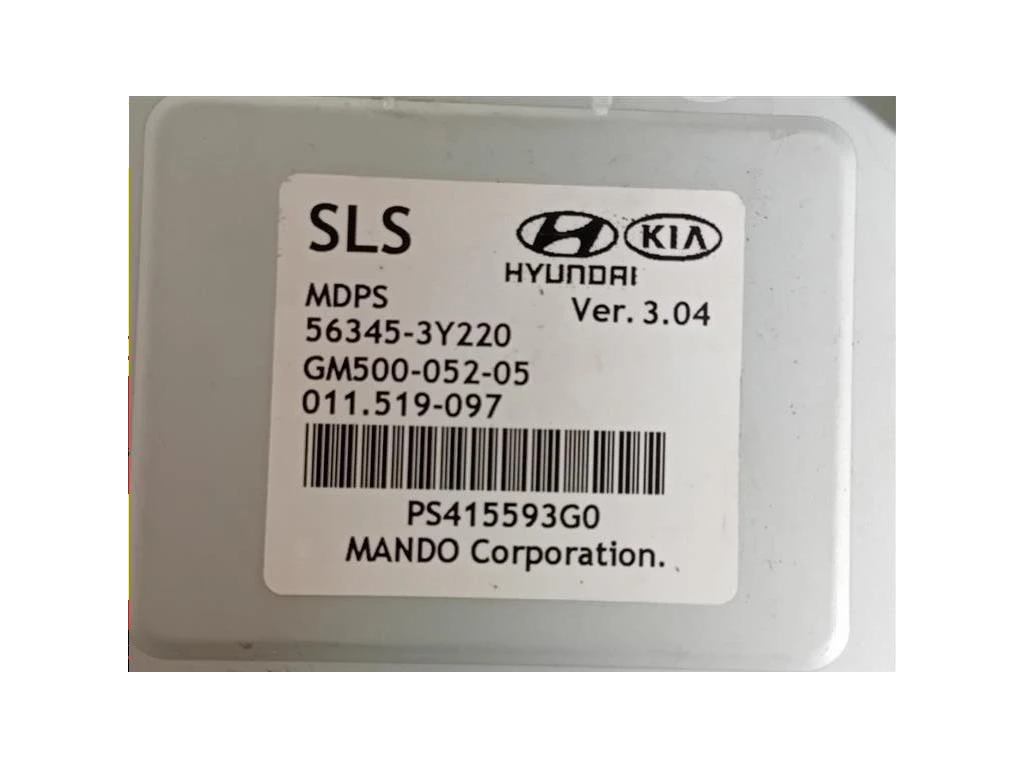 SLS
KIA
HYUNDAI
MDPS
Ver. 3.04
56345-3Y220
GM500-052-05
011.519-097
PS415593G0
MANDO Corporation.